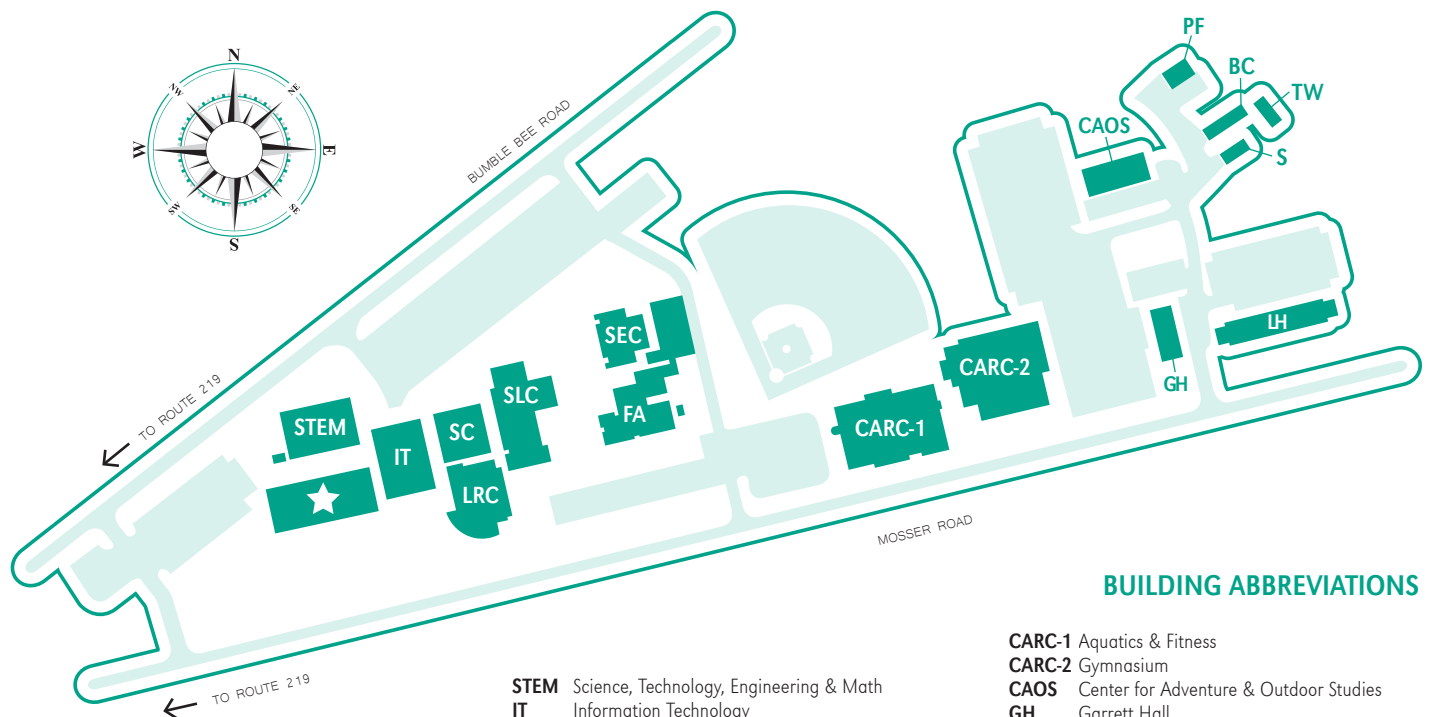 N
NW
NE
W
E
SW
SE
S
BUMBLE BEE ROAD
PF
BC
TW
CAOS
S
SEC
LH
CARC-2
GH
TO ROUTE 219
SLC
STEM
SC
FA
CARC-1
IT
LRC
MOSSER ROAD
TO ROUTE 219
BUILDING ABBREVIATIONS
STEM Science, Technology, Engineering & Math
IT Information Technology
CARC-1 Aquatics & Fitness
CARC-2 Gymnasium
CAOS Center for Adventure & Outdoor Studies
GH Garrett Hall